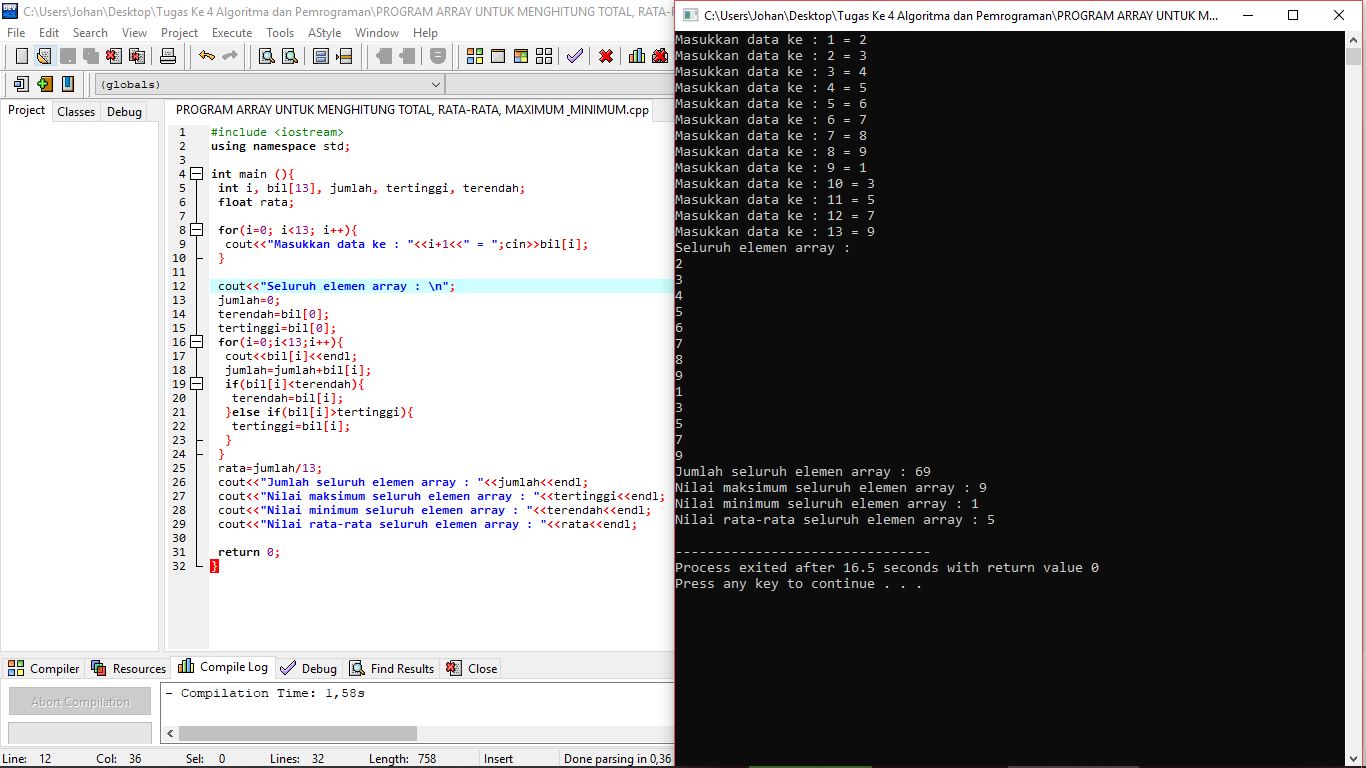 C:\Users\Johan\Desktop\Tugas Ke 4 Algoritma dan Pemrograman\PROGRAM ARRAY UNTUK MENGHITUNG TOTAL, RATA-R
File Edit Search View Project Execute Tools AStyle Window Help
(globals)
Project Classes Debug
PROGRAM ARRAY UNTUK MENGHITUNG TOTAL, RATA-RATA, MAXIMUM_MINIMUM.cpp
1 #include <iostream>
2 using namespace std;
3
4 int main (){
5 int i, bil[13], jumlah, tertinggi, terendah;
6 float rata;
7
8 for(i=0; i<13; i++){
9 cout<<"Masukkan data ke : "<<i+1<<" = ";cin>>bil[i];
10 }
11
12 cout<<"Seluruh elemen array : \n";
13 jumlah=0;
14 terendah=bil[0];
15 tertinggi=bil[0];
16 for(i=0;i<13;i++){
17 cout<<bil[i]<<endl;
18 jumlah=jumlah+bil[i];
19 if(bil[i]<terendah){
20 terendah=bil[i];
21 }else if(bil[i]>tertinggi){
22 tertinggi=bil[i];
23 }
24 }
25 rata=jumlah/13;
26 cout<<"Jumlah seluruh elemen array : "<<jumlah<<endl;
27 cout<<"Nilai maksimum seluruh elemen array : "<<tertinggi<<endl;
28 cout<<"Nilai minimum seluruh elemen array : "<<terendah<<endl;
29 cout<<"Nilai rata-rata seluruh elemen array : "<<rata<<endl;
30
31 return 0;
32 }
Compiler Resources Compile Log Debug Find Results Close
Abort Compilation
- Compilation Time: 1,58s
Line: 12 Col: 36 Sel: 0 Lines: 32 Length: 758 Insert Done parsing in 0,36
C:\Users\Johan\Desktop\Tugas Ke 4 Algoritma dan Pemrograman\PROGRAM ARRAY UNTUK M...
Masukkan data ke : 1 = 2
Masukkan data ke : 2 = 3
Masukkan data ke : 3 = 4
Masukkan data ke : 4 = 5
Masukkan data ke : 5 = 6
Masukkan data ke : 6 = 7
Masukkan data ke : 7 = 8
Masukkan data ke : 8 = 9
Masukkan data ke : 9 = 1
Masukkan data ke : 10 = 3
Masukkan data ke : 11 = 5
Masukkan data ke : 12 = 7
Masukkan data ke : 13 = 9
Seluruh elemen array :
2
3
4
5
6
7
8
9
1
3
5
7
9
Jumlah seluruh elemen array : 69
Nilai maksimum seluruh elemen array : 9
Nilai minimum seluruh elemen array : 1
Nilai rata-rata seluruh elemen array : 5
--------------------------------
Process exited after 16.5 seconds with return value 0
Press any key to continue . . .